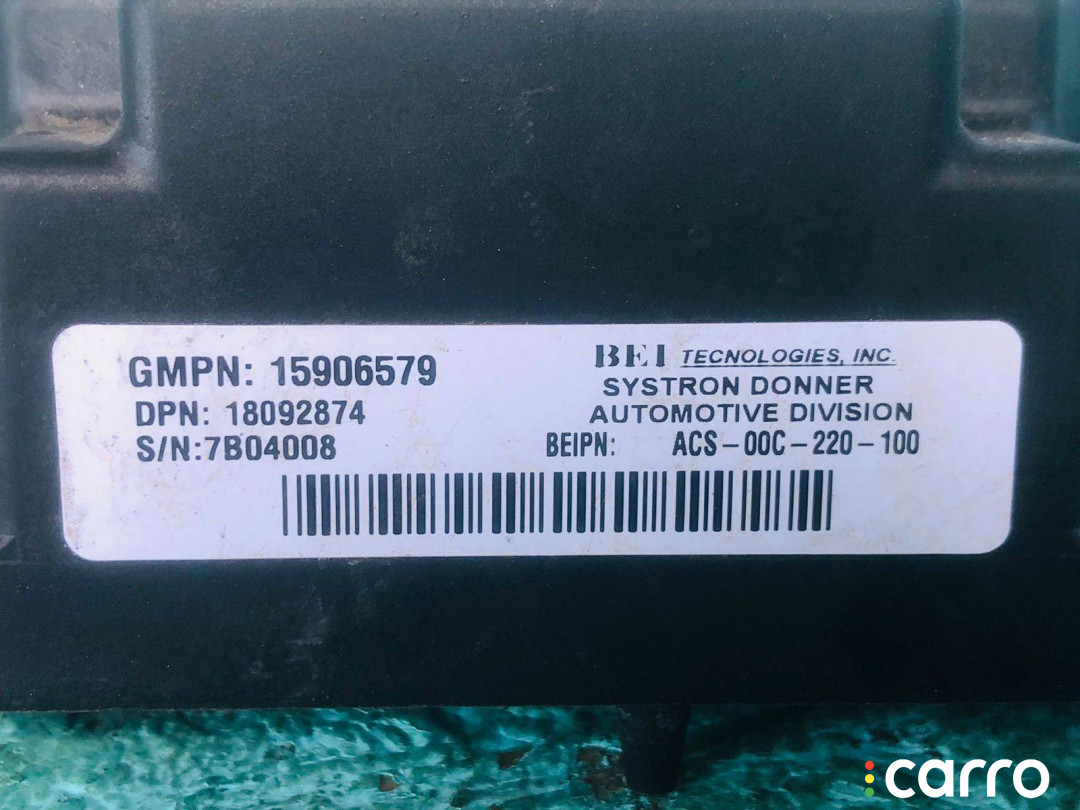 GMPN: 15906579
DPN: 18092874
S/N:7B04008
BEI TECNOLOGIES, INC.
SYSTRON DONNER
AUTOMOTIVE DIVISION
BEIPN: ACS-00C-220-100
carro